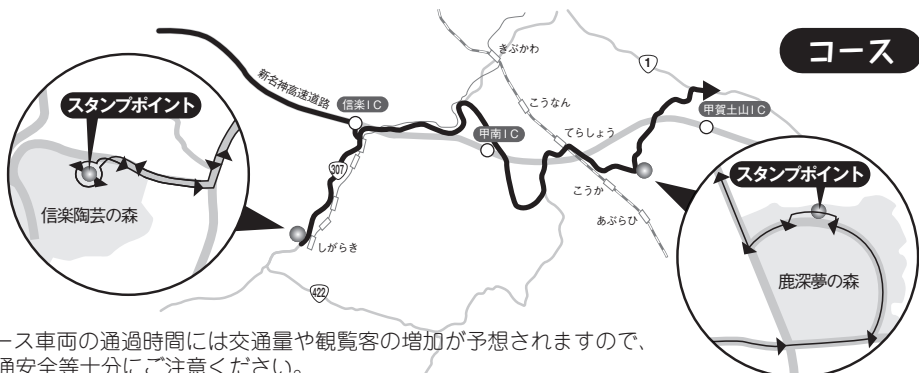 コース
きぶかわ
1
新名神高速道路
信楽IC
こうなん
甲賀土山IC
甲南IC
てらしょう
スタンプポイント
信楽陶芸の森
307
こうか
あぶらひ
しがらき
422
スタンプポイント
鹿深夢の森
ース車両の通過時間には交通量や観覧客の増加が予想されますので、
通安全等十分にご注意ください。